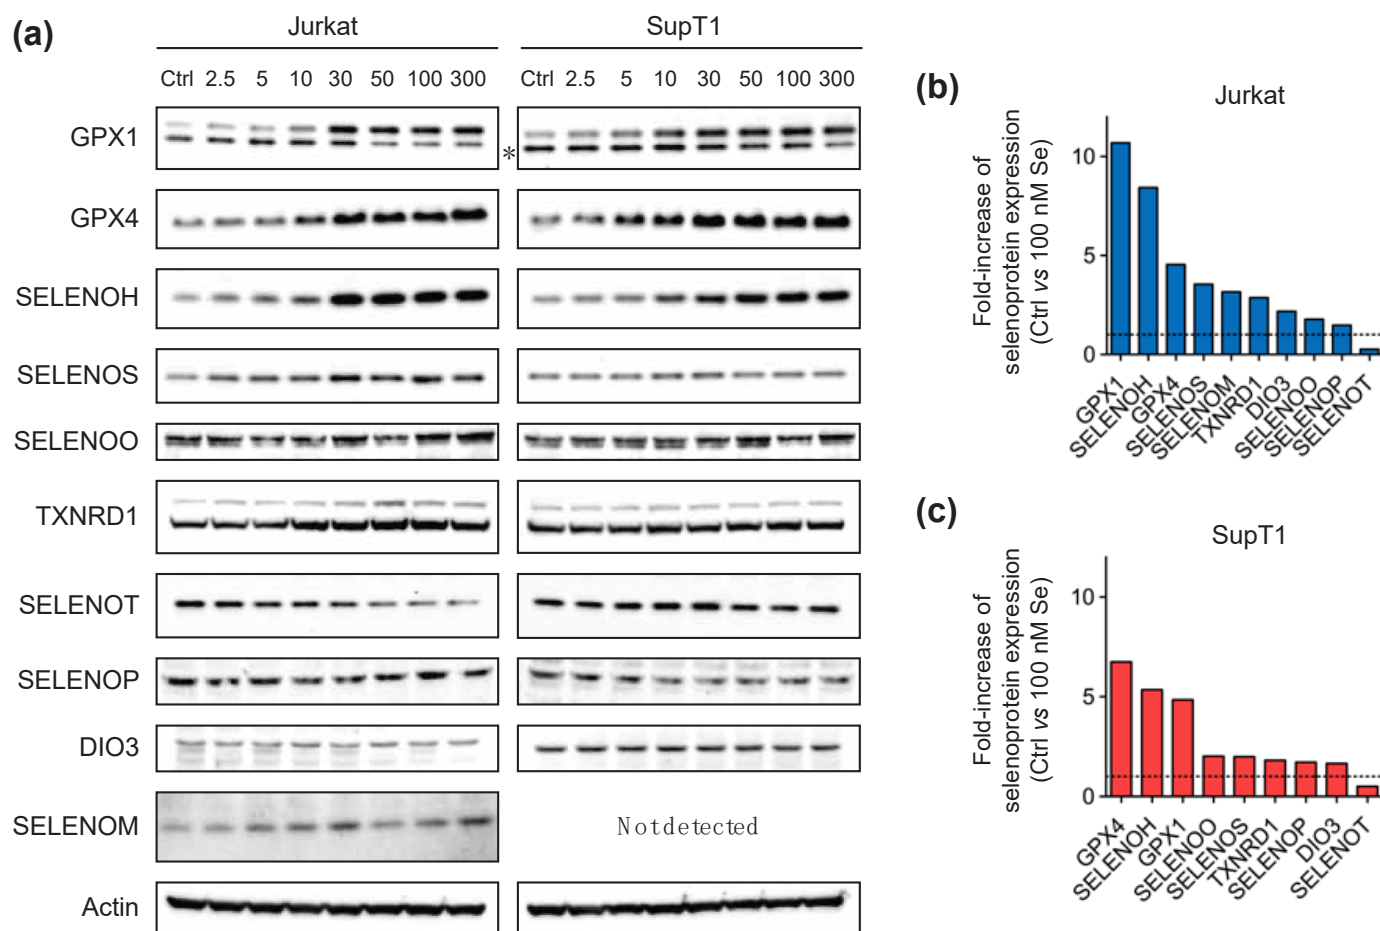 (a)
Jurkat
SupT1
Ctrl 2.5 5 10 30 50 100 300
Ctrl 2.5 5 10 30 50 100 300
GPX1
*
GPX4
SELENOH
SELENOS
SELENOO
TXNRD1
SELENOT
SELENOP
DIO3
SELENOM
Notdetected
Actin
(b)
Jurkat
Fold-increase of
selenoprotein expression
(Ctrl vs 100 nM Se)
10
5
0
GPX1
SELENOH
GPX4
SELENOS
SELENOM
TXNRD1
DIO3
SELENOO
SELENOP
SELENOT
(c)
SupT1
Fold-increase of
selenoprotein expression
(Ctrl vs 100 nM Se)
10
5
0
GPX4
SELENOH
GPX1
SELENOO
SELENOS
TXNRD1
SELENOP
DIO3
SELENOT